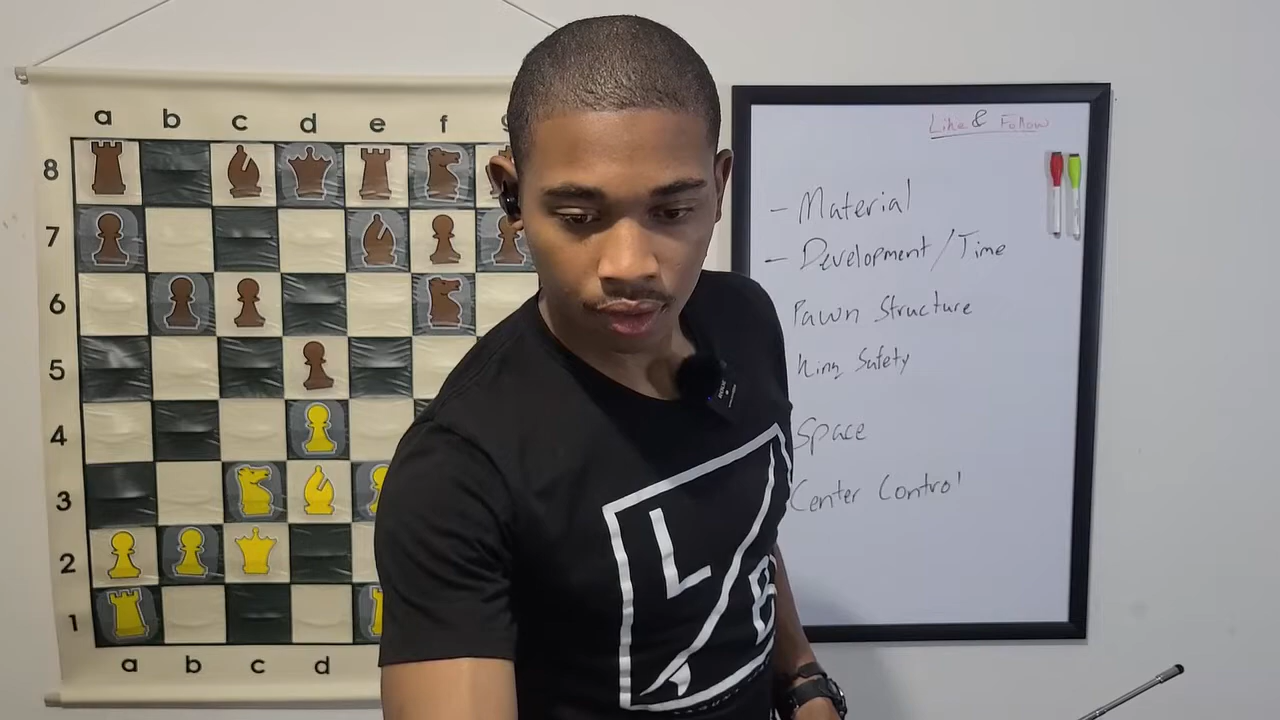 a b c d e f
8
7
6
5
4
3
2
1
a b c d
Like & Follow
- Material
- Development/Time
Pawn Structure
King Safety
Space
Center Control
L
B